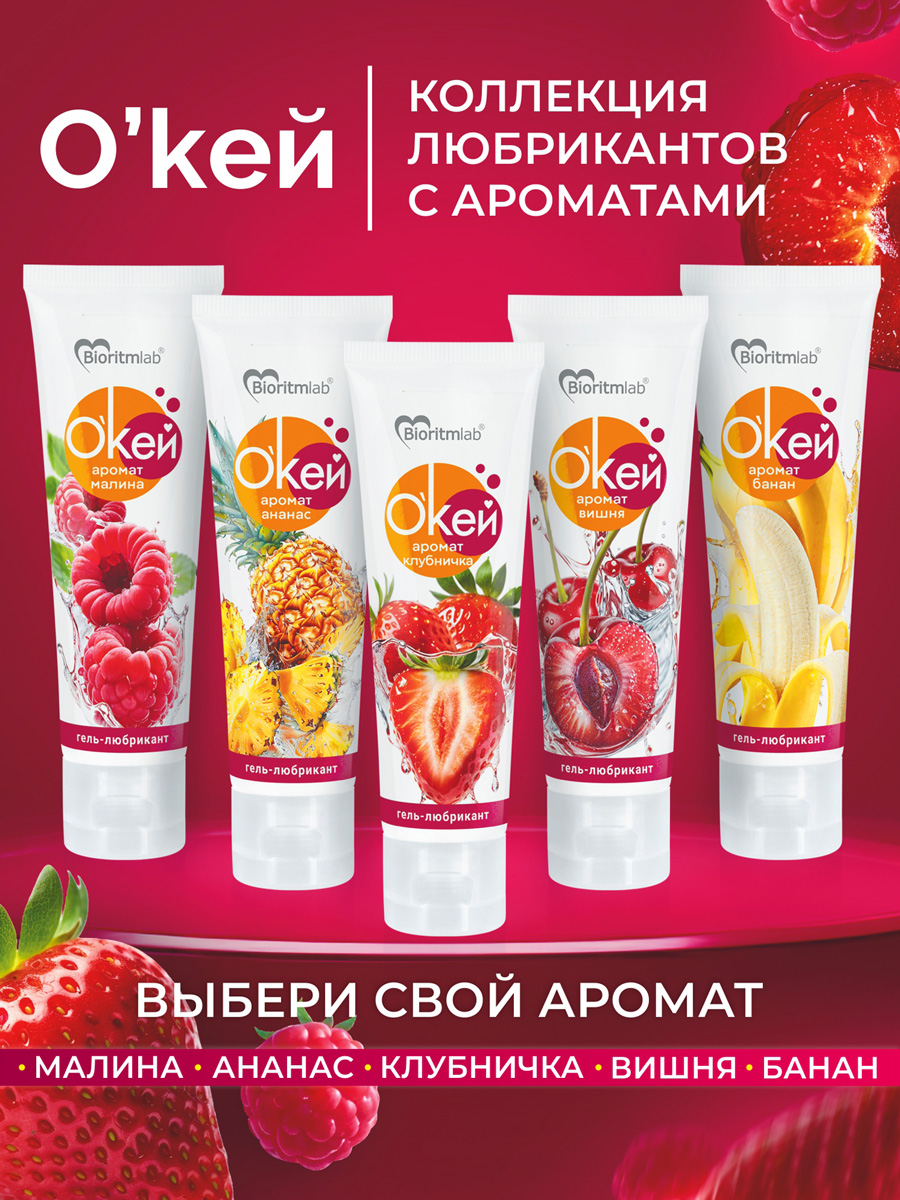 О'кей
КОЛЛЕКЦИЯ
ЛЮБРИКАНТОВ
С АРОМАТАМИ
Bioritmlab®
О'кей
аромат
малина
гель-любрикант
Bioritmlab®
О'кей
аромат
ананас
гель-любрикант
Bioritmlab®
О'кей
аромат
клубничка
гель-любрикант
Bioritmlab®
О'кей
аромат
вишня
гель-любрикант
Bioritmlab®
О'кей
аромат
банан
гель-любрикант
ВЫБЕРИ СВОЙ АРОМАТ
• МАЛИНА • АНАНАС • КЛУБНИЧКА • ВИШНЯ • БАНАН